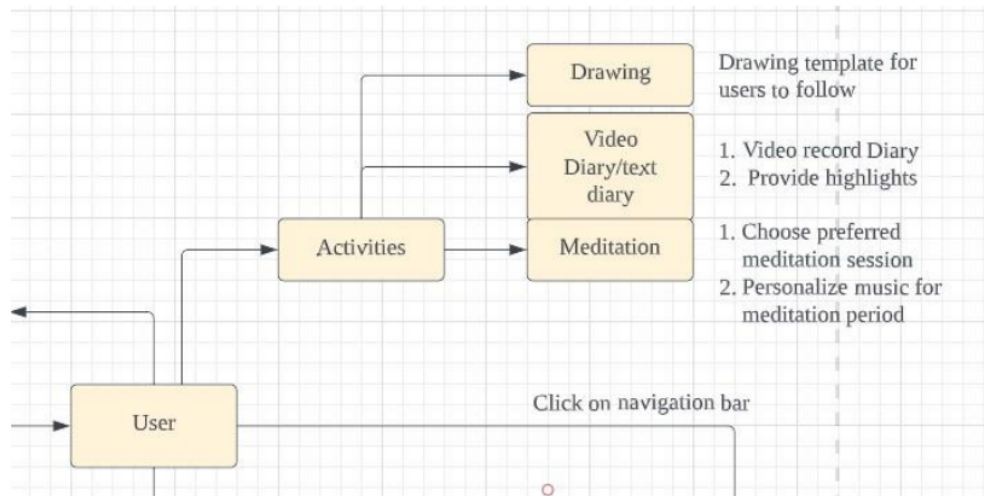 Drawing
Drawing template for
users to follow
Video
Diary/text
diary
1. Video record Diary
2. Provide highlights
Activities
Meditation
1. Choose preferred
meditation session
2. Personalize music for
meditation period
User
Click on navigation bar